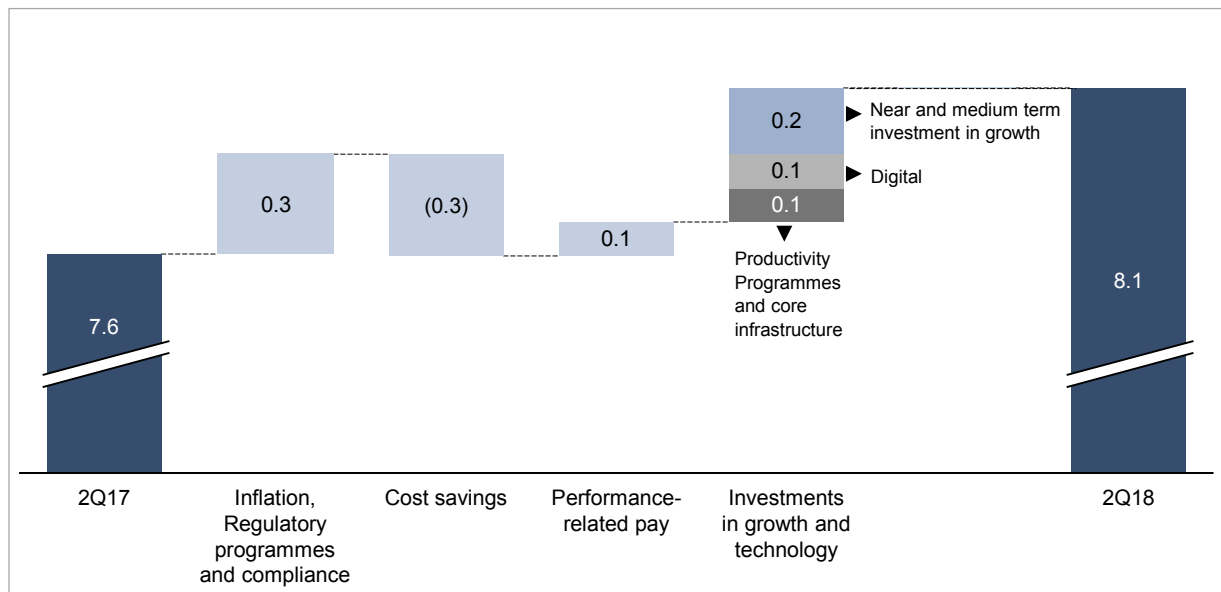 0.2
Near and medium term
investment in growth
0.1
Digital
0.3
(0.3)
0.1
0.1
Productivity
Programmes
and core
infrastructure
7.6
8.1
2Q17
Inflation,
Regulatory
programmes
and compliance
Cost savings
Performance-
related pay
Investments
in growth and
technology
2Q18